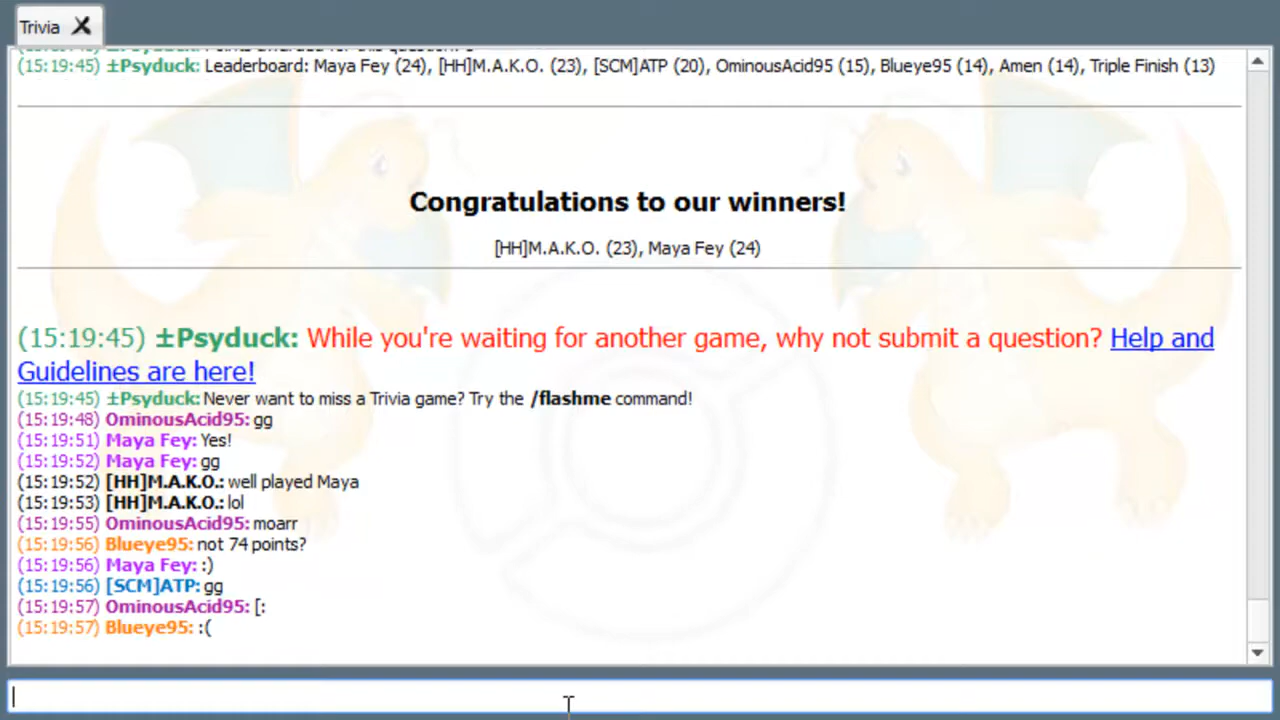 Trivia X
(15:19:45) ±Psyduck: Leaderboard: Maya Fey (24), [HH]M.A.K.O. (23), [SCM]ATP (20), OminousAcid95 (15), Blueye95 (14), Amen (14), Triple Finish (13)
Congratulations to our winners!
[HH]M.A.K.O. (23), Maya Fey (24)
(15:19:45) ±Psyduck: While you're waiting for another game, why not submit a question? Help and
Guidelines are here!
(15:19:45) ±Psyduck: Never want to miss a Trivia game? Try the /flashme command!
(15:19:48) OminousAcid95: gg
(15:19:51) Maya Fey: Yes!
(15:19:52) Maya Fey: gg
(15:19:52) [HH]M.A.K.O.: well played Maya
(15:19:53) [HH]M.A.K.O.: lol
(15:19:55) OminousAcid95: moarr
(15:19:56) Blueye95: not 74 points?
(15:19:56) Maya Fey: :)
(15:19:56) [SCM]ATP: gg
(15:19:57) OminousAcid95: [:
(15:19:57) Blueye95: :(